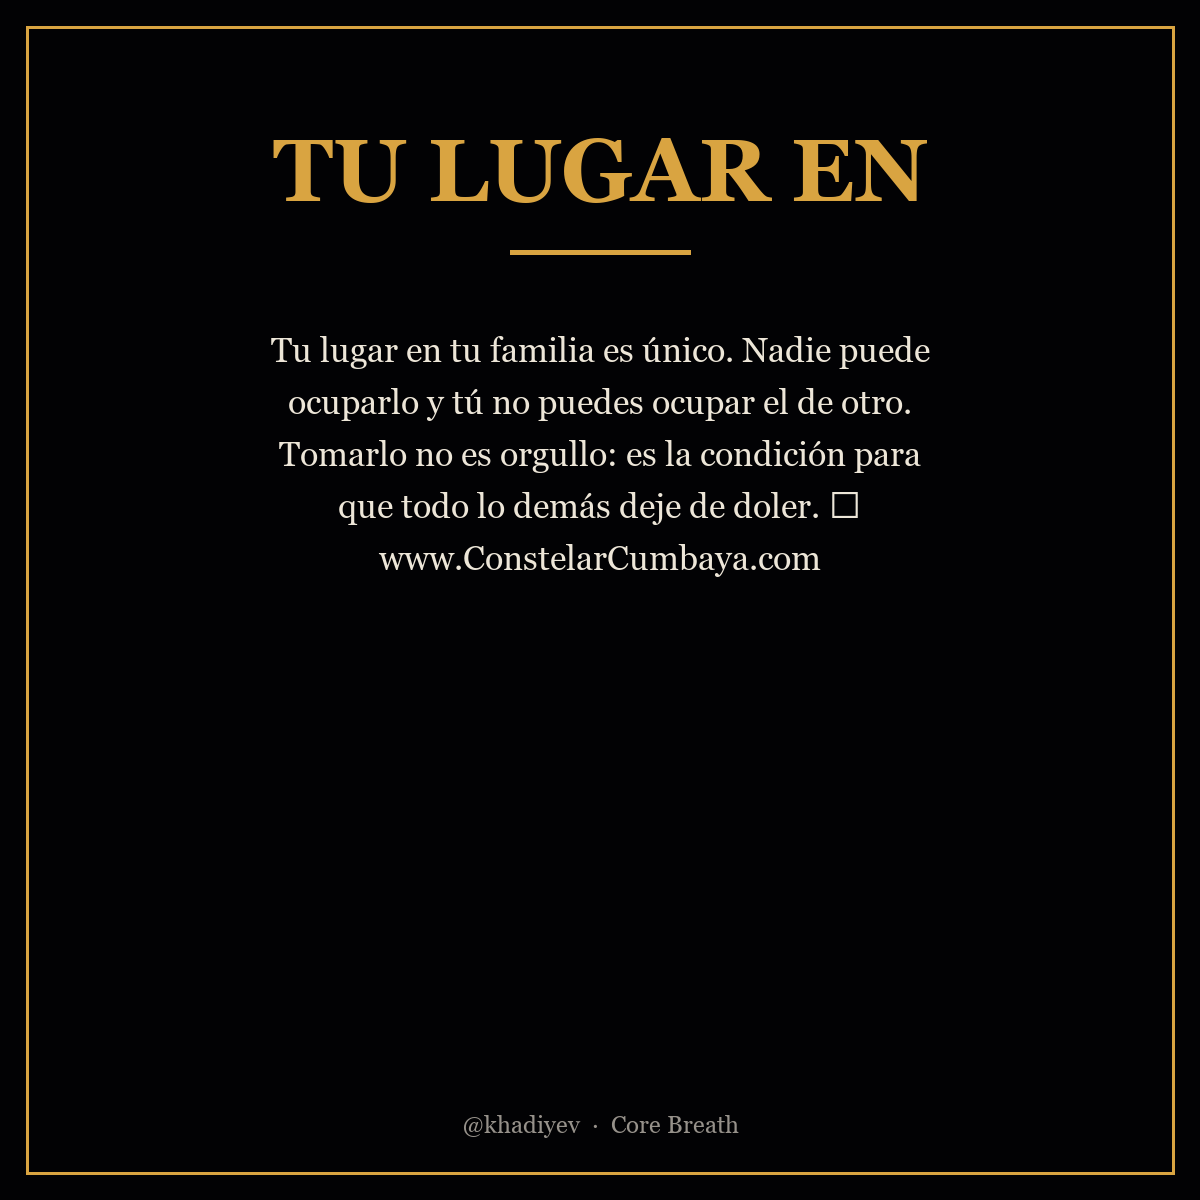 TU LUGAR EN
Tu lugar en tu familia es único. Nadie puede
ocuparlo y tú no puedes ocupar el de otro.
Tomarlo no es orgullo: es la condición para
que todo lo demás deje de doler. □
www.ConstelarCumbaya.com
@khadiyev · Core Breath